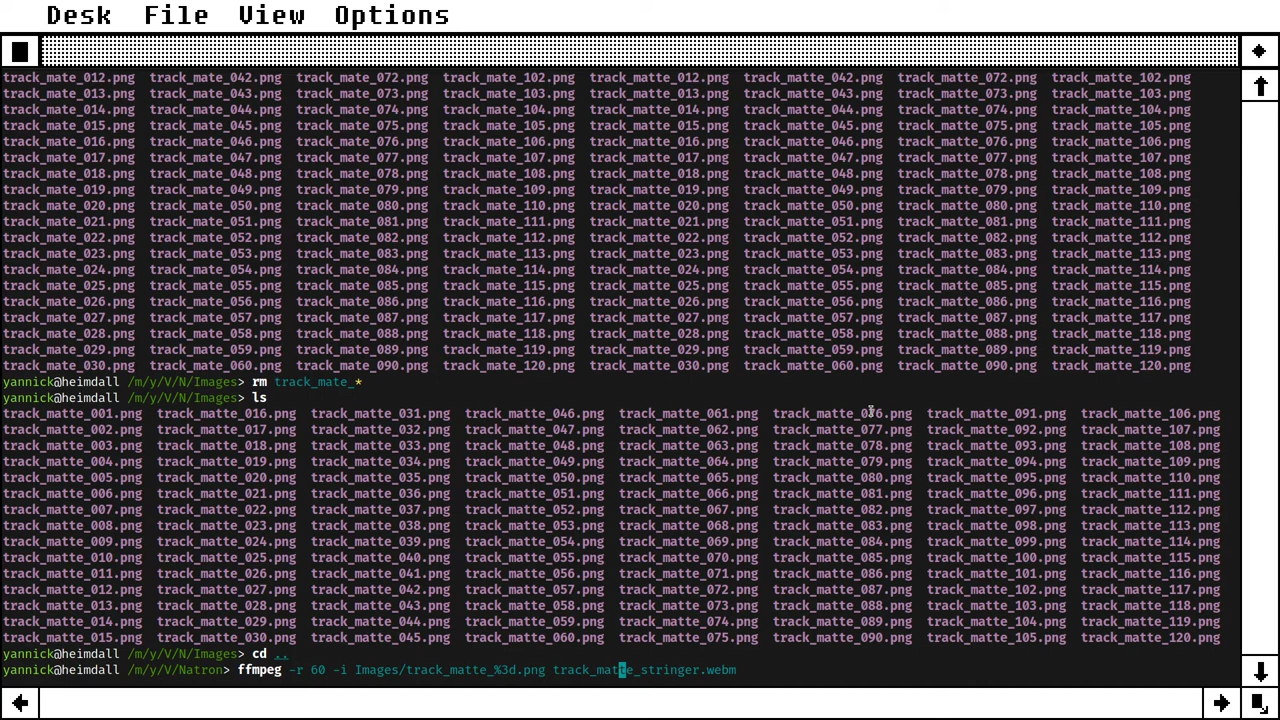 Desk File View Options
track_mate_012.png track_mate_042.png track_mate_072.png track_mate_102.png track_matte_012.png track_matte_042.png track_matte_072.png track_matte_102.png
track_mate_013.png track_mate_043.png track_mate_073.png track_mate_103.png track_matte_013.png track_matte_043.png track_matte_073.png track_matte_103.png
track_mate_014.png track_mate_044.png track_mate_074.png track_mate_104.png track_matte_014.png track_matte_044.png track_matte_074.png track_matte_104.png
track_mate_015.png track_mate_045.png track_mate_075.png track_mate_105.png track_matte_015.png track_matte_045.png track_matte_075.png track_matte_105.png
track_mate_016.png track_mate_046.png track_mate_076.png track_mate_106.png track_matte_016.png track_matte_046.png track_matte_076.png track_matte_106.png
track_mate_017.png track_mate_047.png track_mate_077.png track_mate_107.png track_matte_017.png track_matte_047.png track_matte_077.png track_matte_107.png
track_mate_018.png track_mate_048.png track_mate_078.png track_mate_108.png track_matte_018.png track_matte_048.png track_matte_078.png track_matte_108.png
track_mate_019.png track_mate_049.png track_mate_079.png track_mate_109.png track_matte_019.png track_matte_049.png track_matte_079.png track_matte_109.png
track_mate_020.png track_mate_050.png track_mate_080.png track_mate_110.png track_matte_020.png track_matte_050.png track_matte_080.png track_matte_110.png
track_mate_021.png track_mate_051.png track_mate_081.png track_mate_111.png track_matte_021.png track_matte_051.png track_matte_081.png track_matte_111.png
track_mate_022.png track_mate_052.png track_mate_082.png track_mate_112.png track_matte_022.png track_matte_052.png track_matte_082.png track_matte_112.png
track_mate_023.png track_mate_053.png track_mate_083.png track_mate_113.png track_matte_023.png track_matte_053.png track_matte_083.png track_matte_113.png
track_mate_024.png track_mate_054.png track_mate_084.png track_mate_114.png track_matte_024.png track_matte_054.png track_matte_084.png track_matte_114.png
track_mate_025.png track_mate_055.png track_mate_085.png track_mate_115.png track_matte_025.png track_matte_055.png track_matte_085.png track_matte_115.png
track_mate_026.png track_mate_056.png track_mate_086.png track_mate_116.png track_matte_026.png track_matte_056.png track_matte_086.png track_matte_116.png
track_mate_027.png track_mate_057.png track_mate_087.png track_mate_117.png track_matte_027.png track_matte_057.png track_matte_087.png track_matte_117.png
track_mate_028.png track_mate_058.png track_mate_088.png track_mate_118.png track_matte_028.png track_matte_058.png track_matte_088.png track_matte_118.png
track_mate_029.png track_mate_059.png track_mate_089.png track_mate_119.png track_matte_029.png track_matte_059.png track_matte_089.png track_matte_119.png
track_mate_030.png track_mate_060.png track_mate_090.png track_mate_120.png track_matte_030.png track_matte_060.png track_matte_090.png track_matte_120.png
yannick@heimdall /m/y/V/N/Images> rm track_mate_*
yannick@heimdall /m/y/V/N/Images> ls
track_matte_001.png track_matte_016.png track_matte_031.png track_matte_046.png track_matte_061.png track_matte_076.png track_matte_091.png track_matte_106.png
track_matte_002.png track_matte_017.png track_matte_032.png track_matte_047.png track_matte_062.png track_matte_077.png track_matte_092.png track_matte_107.png
track_matte_003.png track_matte_018.png track_matte_033.png track_matte_048.png track_matte_063.png track_matte_078.png track_matte_093.png track_matte_108.png
track_matte_004.png track_matte_019.png track_matte_034.png track_matte_049.png track_matte_064.png track_matte_079.png track_matte_094.png track_matte_109.png
track_matte_005.png track_matte_020.png track_matte_035.png track_matte_050.png track_matte_065.png track_matte_080.png track_matte_095.png track_matte_110.png
track_matte_006.png track_matte_021.png track_matte_036.png track_matte_051.png track_matte_066.png track_matte_081.png track_matte_096.png track_matte_111.png
track_matte_007.png track_matte_022.png track_matte_037.png track_matte_052.png track_matte_067.png track_matte_082.png track_matte_097.png track_matte_112.png
track_matte_008.png track_matte_023.png track_matte_038.png track_matte_053.png track_matte_068.png track_matte_083.png track_matte_098.png track_matte_113.png
track_matte_009.png track_matte_024.png track_matte_039.png track_matte_054.png track_matte_069.png track_matte_084.png track_matte_099.png track_matte_114.png
track_matte_010.png track_matte_025.png track_matte_040.png track_matte_055.png track_matte_070.png track_matte_085.png track_matte_100.png track_matte_115.png
track_matte_011.png track_matte_026.png track_matte_041.png track_matte_056.png track_matte_071.png track_matte_086.png track_matte_101.png track_matte_116.png
track_matte_012.png track_matte_027.png track_matte_042.png track_matte_057.png track_matte_072.png track_matte_087.png track_matte_102.png track_matte_117.png
track_matte_013.png track_matte_028.png track_matte_043.png track_matte_058.png track_matte_073.png track_matte_088.png track_matte_103.png track_matte_118.png
track_matte_014.png track_matte_029.png track_matte_044.png track_matte_059.png track_matte_074.png track_matte_089.png track_matte_104.png track_matte_119.png
track_matte_015.png track_matte_030.png track_matte_045.png track_matte_060.png track_matte_075.png track_matte_090.png track_matte_105.png track_matte_120.png
yannick@heimdall /m/y/V/N/Images> cd ..
yannick@heimdall /m/y/V/Natron> ffmpeg -r 60 -i Images/track_matte_%3d.png track_matte_stringer.webm